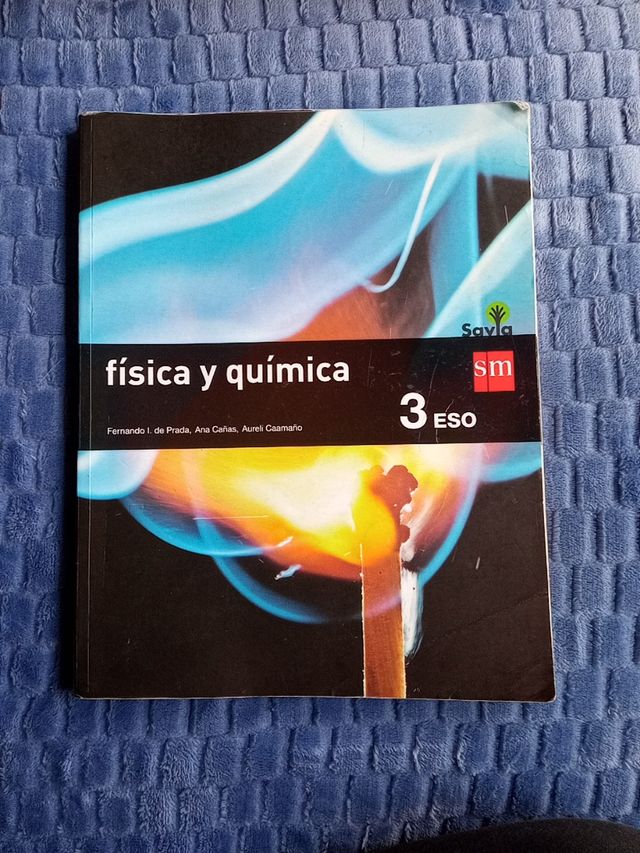 Savia
física y química
sm
3 ESO
Fernando I. de Prada, Ana Cañas, Aureli Caamaño